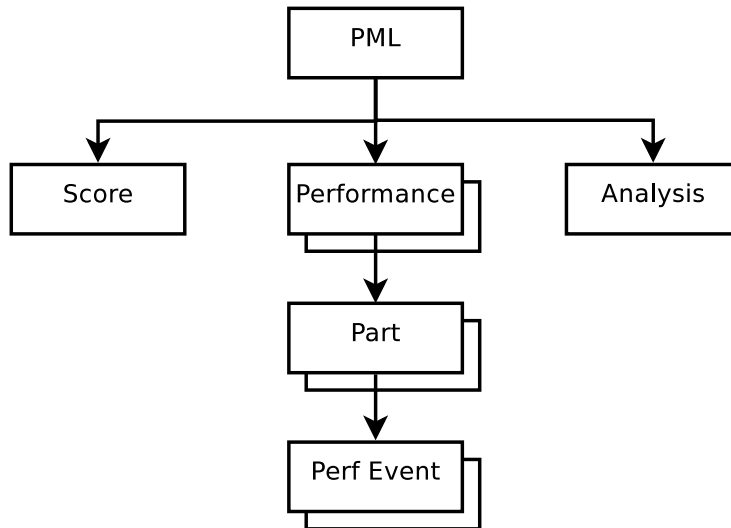 PML
Score
Performance
Analysis
Part
Perf Event